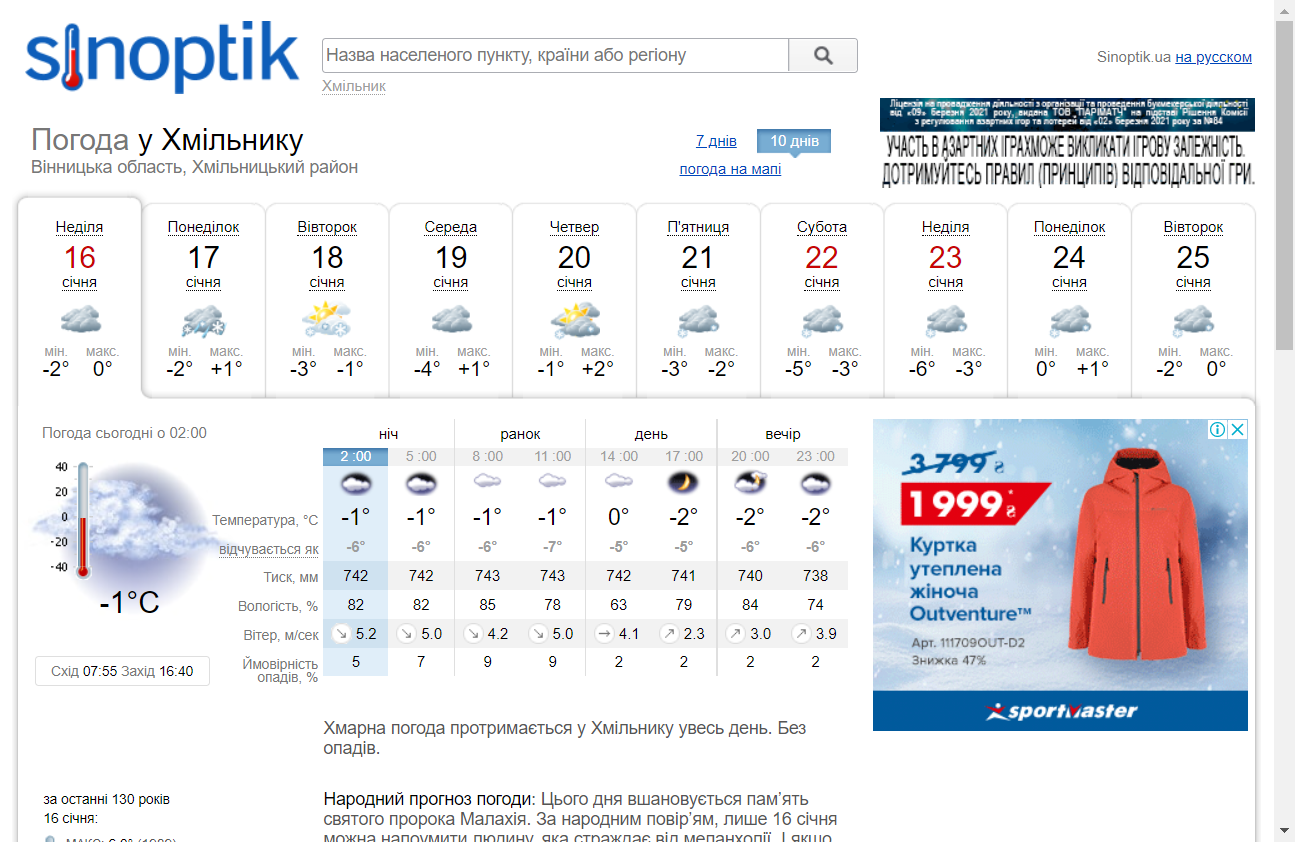 sinoptik
Назва населеного пункту, країни або регіону
Хмільник
Sinoptik.ua на русском
Погода у Хмільнику
Вінницька область, Хмільницький район
7 днів
10 днів
погода на мапі
Ліцензія на провадження діяльності з організації та проведення букмекерської діяльності
від «09» березня 2021 року, видана ТОВ "ПАРІМАТЧ" на підставі Рішення Комісії
з регулювання азартних ігор та лотерей від «02» березня 2021 року за №84
УЧАСТЬ В АЗАРТНИХ ІГРАХМОЖЕ ВИКЛИКАТИ ІГРОВУ ЗАЛЕЖНІСТЬ.
ДОТРИМУЙТЕСЬ ПРАВИЛ (ПРИНЦИПІВ) ВІДПОВІДАЛЬНОЇ ГРИ.
Неділя Понеділок Вівторок Середа Четвер П'ятниця Субота Неділя Понеділок Вівторок
16 17 18 19 20 21 22 23 24 25
січня січня січня січня січня січня січня січня січня січня
мін. макс. мін. макс. мін. макс. мін. макс. мін. макс. мін. макс. мін. макс. мін. макс. мін. макс. мін. макс.
-2° 0° -2° +1° -3° -1° -4° +1° -1° +2° -3° -2° -5° -3° -6° -3° 0° +1° -2° 0°
Погода сьогодні о 02:00
40
20
0
-20
-40
-1°C
Схід 07:55 Захід 16:40
ніч ранок день вечір
2 :00 5 :00 8 :00 11 :00 14 :00 17 :00 20 :00 23 :00
Температура, °C -1° -1° -1° -1° 0° -2° -2° -2°
відчувається як -6° -6° -6° -7° -5° -5° -6° -6°
Тиск, мм 742 742 743 743 742 741 740 738
Вологість, % 82 82 85 78 63 79 84 74
Вітер, м/сек 5.2 5.0 4.2 5.0 4.1 2.3 3.0 3.9
Ймовірність
опадів, % 5 7 9 9 2 2 2 2
3 799 ₴
1 999* ₴
Куртка
утеплена
жіноча
Outventure™
Арт. 111709OUT-D2
Знижка 47%
sportmaster
Хмарна погода протримається у Хмільнику увесь день. Без
опадів.
за останні 130 років
16 січня:
Народний прогноз погоди: Цього дня вшановується пам'ять
святого пророка Малахія. За народним повір'ям, лише 16 січня
можна напоумити людину, яка страждає від меланхолії. І якщо